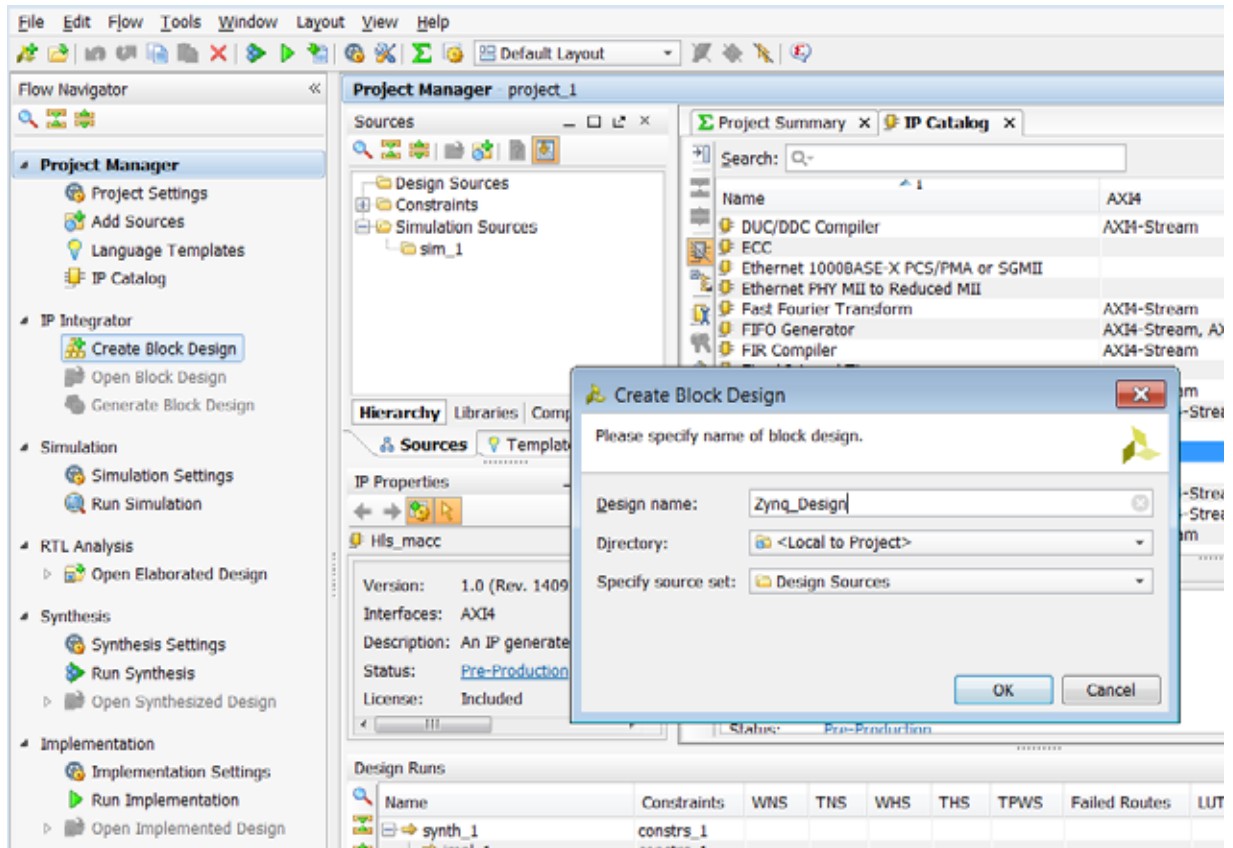 File Edit Flow Tools Window Layout View Help
Default Layout
Flow Navigator
Project Manager
Project Settings
Add Sources
Language Templates
IP Catalog
IP Integrator
Create Block Design
Open Block Design
Generate Block Design
Simulation
Simulation Settings
Run Simulation
RTL Analysis
Open Elaborated Design
Synthesis
Synthesis Settings
Run Synthesis
Open Synthesized Design
Implementation
Implementation Settings
Run Implementation
Open Implemented Design
Project Manager - project_1
Sources
Design Sources
Constraints
Simulation Sources
sim_1
Hierarchy Libraries
Sources
IP Properties
Hls_macc
Version: 1.0 (Rev. 1409
Interfaces: AXI4
Description: An IP generate
Status: Pre-Production
License: Included
Project Summary IP Catalog
Search:
Name 1 AXI4
DUC/DDC Compiler AXI4-Stream
ECC
Ethernet 1000BASE-X PCS/PMA or SGMII
Ethernet PHY MII to Reduced MII
Fast Fourier Transform AXI4-Stream
FIFO Generator AXI4-Stream,
FIR Compiler AXI4-Stream
Create Block Design
Please specify name of block design.
Design name: Zynq_Design
Directory: <Local to Project>
Specify source set: Design Sources
OK Cancel
Status: Pre-Production
Design Runs
Name Constraints WNS TNS WHS THS TPWS Failed Routes LUT
synth_1 constrs_1